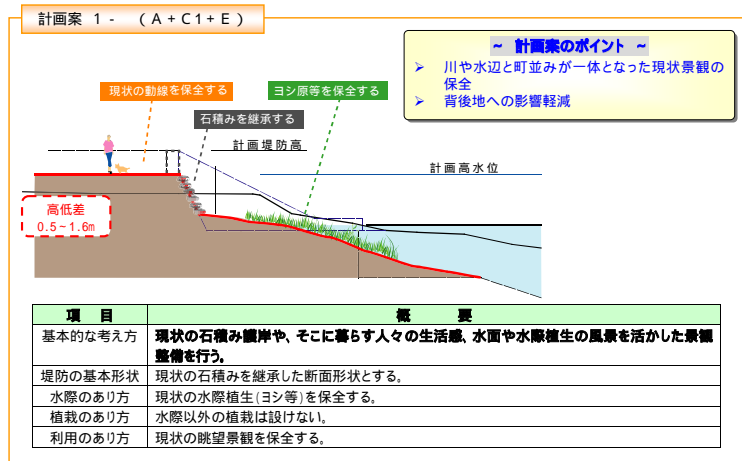 計画案 1 - （A+C1+E）
~ 計画案のポイント ~
➢ 川や水辺と町並みが一体となった現状景観の
保全
➢ 背後地への影響軽減
現状の動線を保全する
ヨシ原等を保全する
石積みを継承する
計画堤防高
計画高水位
高低差
0.5~1.6m
項 目 概 要
基本的な考え方 現状の石積み護岸や、そこに暮らす人々の生活感、水面や水際植生の風景を活かした景観
整備を行う。
堤防の基本形状 現状の石積みを継承した断面形状とする。
水際のあり方 現状の水際植生(ヨシ等)を保全する。
植栽のあり方 水際以外の植栽は設けない。
利用のあり方 現状の眺望景観を保全する。